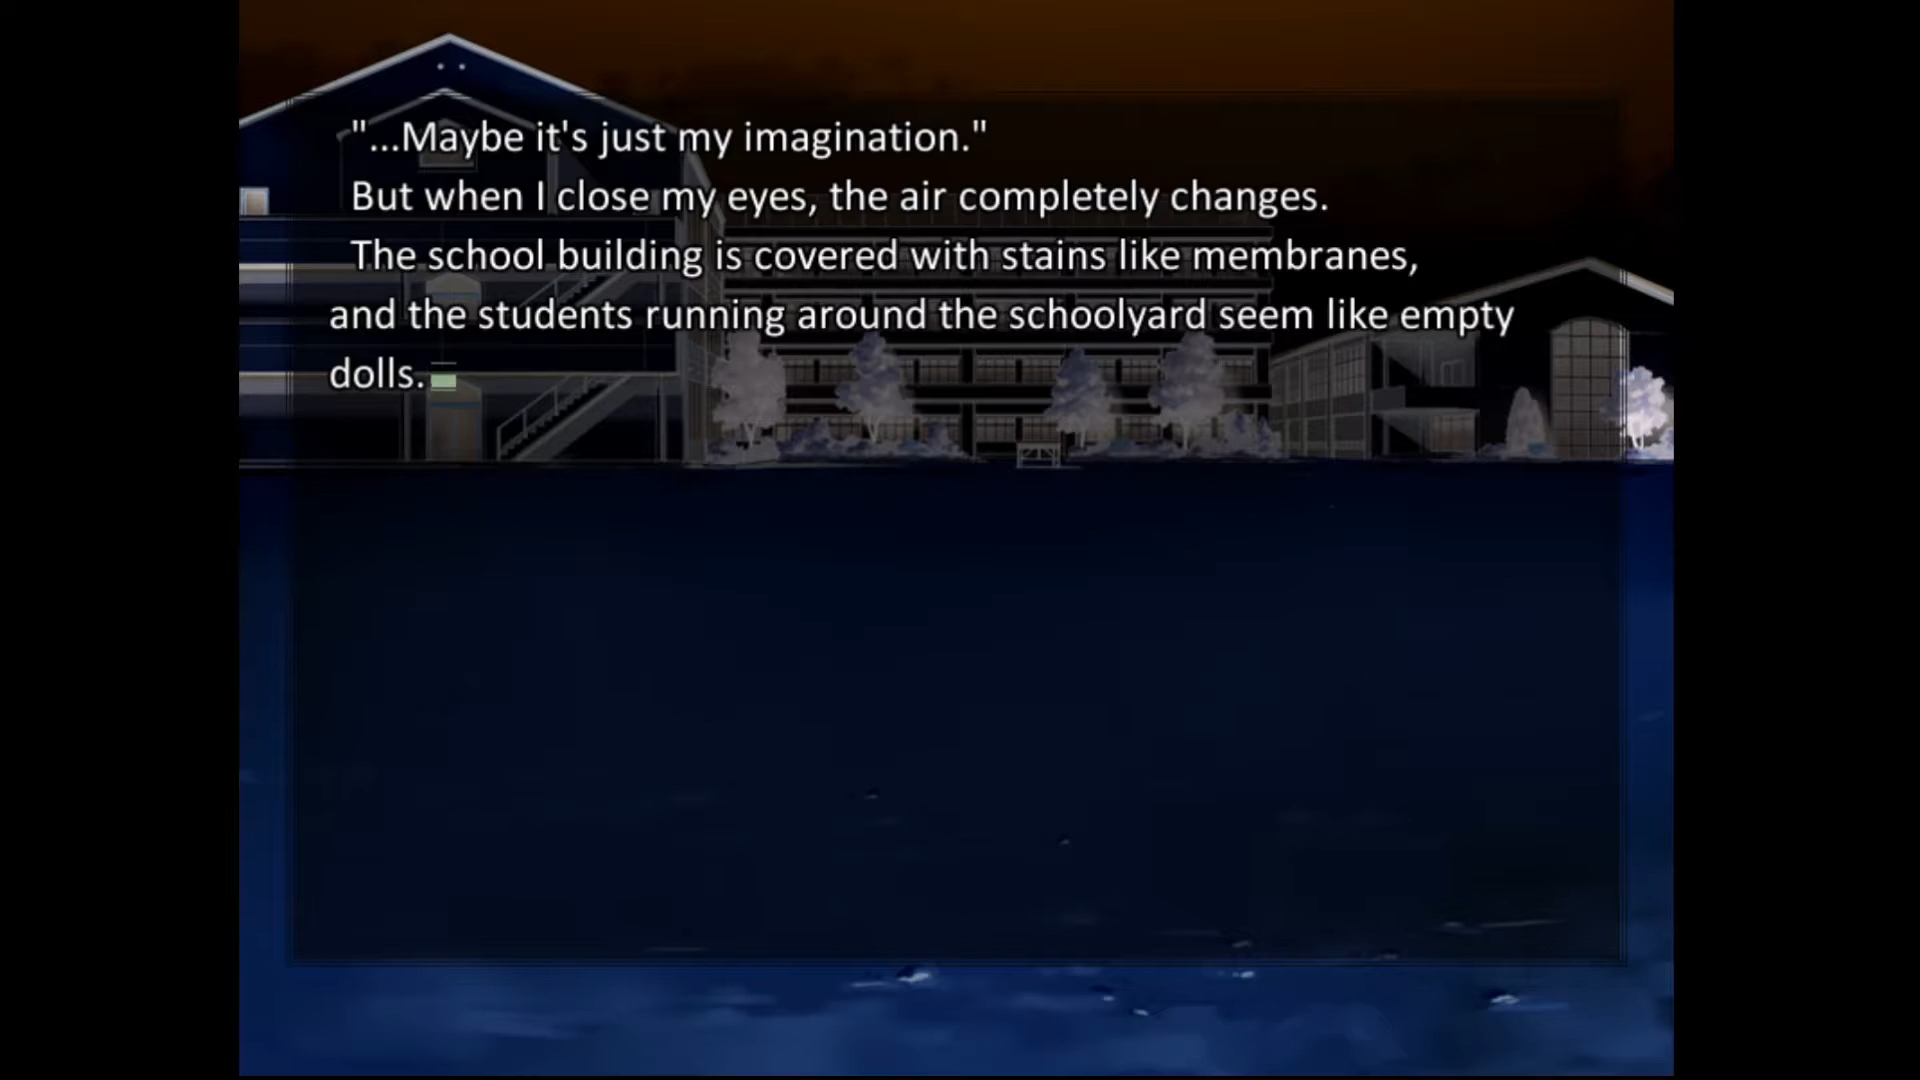 "...Maybe it's just my imagination."
But when I close my eyes, the air completely changes.
The school building is covered with stains like membranes,
and the students running around the schoolyard seem like empty
dolls.